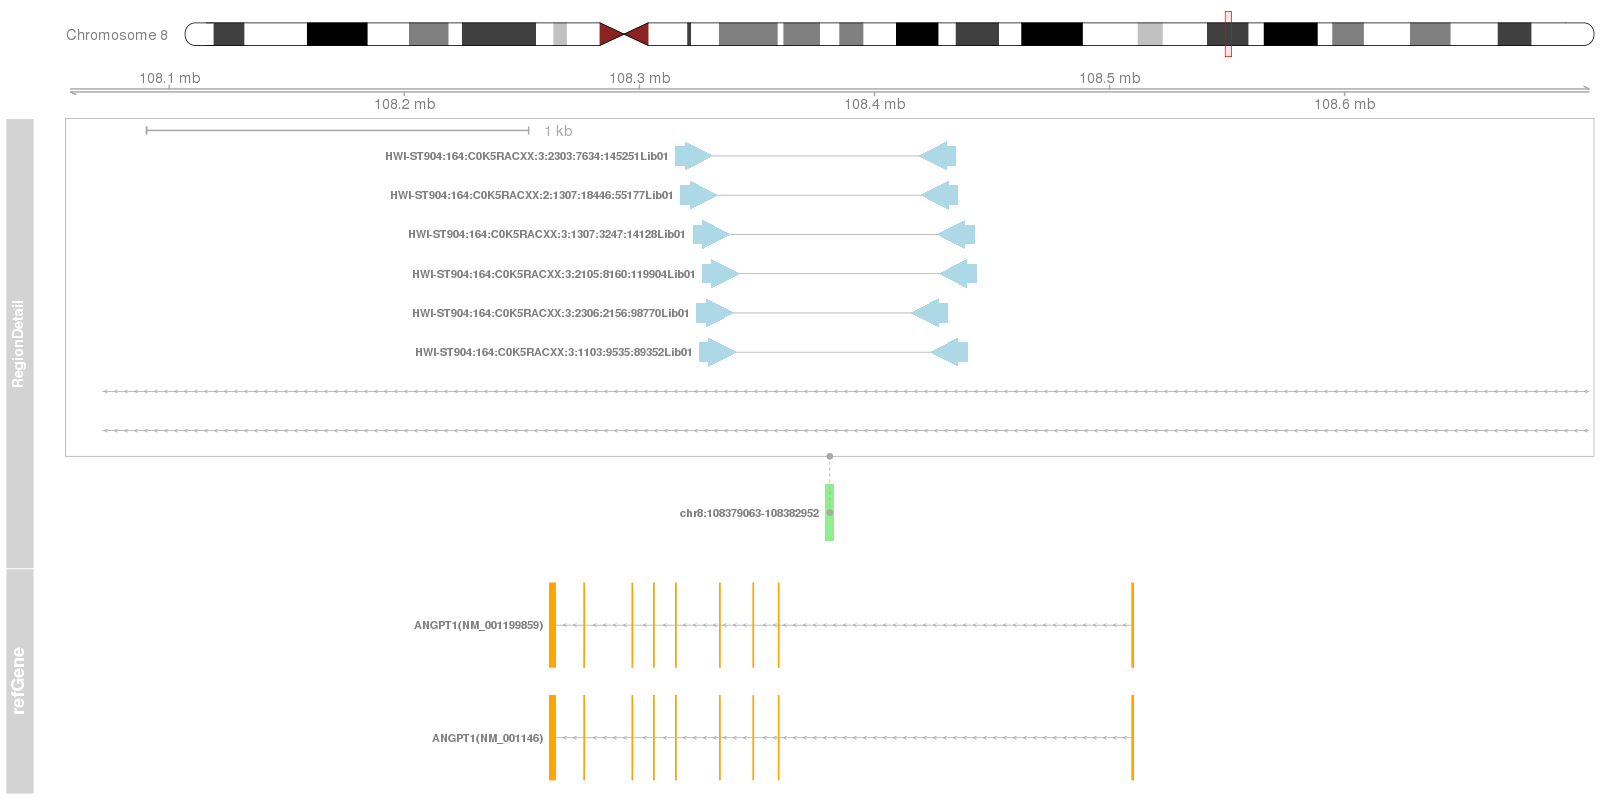 Chromosome 8
108.1 mb
108.3 mb
108.5 mb
108.2 mb
108.4 mb
108.6 mb
RegionDetail
1 kb
HWI-ST904:164:C0K5RACXX:3:2303:7634:145251Lib01
HWI-ST904:164:C0K5RACXX:2:1307:18446:55177Lib01
HWI-ST904:164:C0K5RACXX:3:1307:3247:14128Lib01
HWI-ST904:164:C0K5RACXX:3:2105:8160:119904Lib01
HWI-ST904:164:C0K5RACXX:3:2306:2156:98770Lib01
HWI-ST904:164:C0K5RACXX:3:1103:9535:89352Lib01
chr8:108379063-108382952
refGene
ANGPT1(NM_001199859)
ANGPT1(NM_001146)